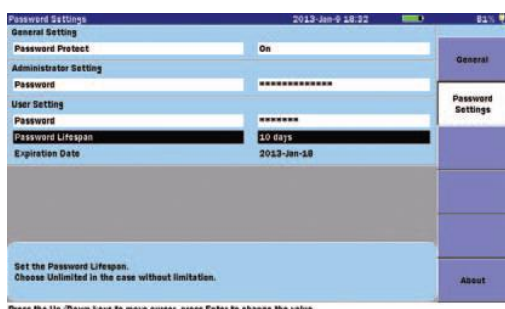 Password Settings 2013-Jan-9 18:32 81%
General Setting
Password Protect On
Administrator Setting
Password *************
User Setting
Password *******
Password Lifespan 10 days
Expiration Date 2013-Jan-18
Set the Password Lifespan.
Choose Unlimited in the case without limitation.
General
Password
Settings
About
Press the Up/Down keys to move cursor, press Enter to change the value.